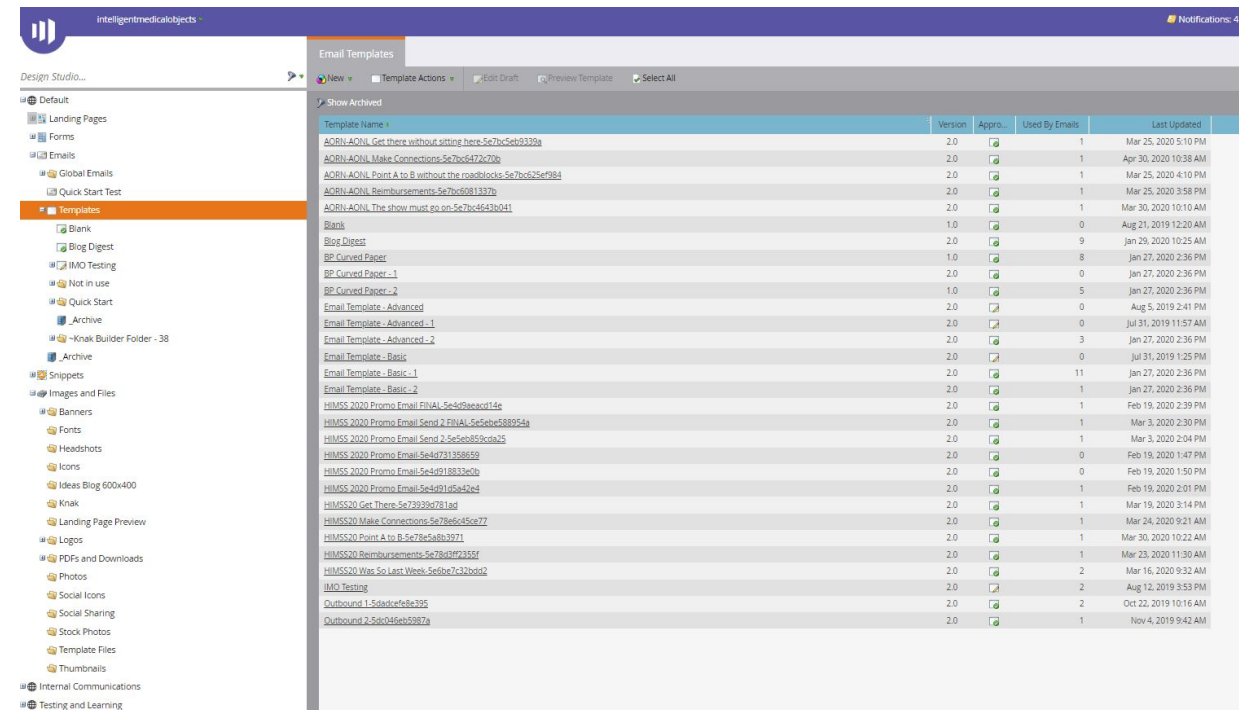 intelligentmedicalobjects
Notifications: 4
Email Templates
Design Studio...
New Template Actions Edit Draft Preview Template Select All
Default
Landing Pages
Forms
Emails
Global Emails
Quick Start Test
Templates
Blank
Blog Digest
IMO Testing
Not in use
Quick Start
_Archive
~Knak Builder Folder - 38
_Archive
Snippets
Images and Files
Banners
Fonts
Headshots
Icons
Ideas Blog 600x400
Knak
Landing Page Preview
Logos
PDFs and Downloads
Photos
Social Icons
Social Sharing
Stock Photos
Template Files
Thumbnails
Internal Communications
Testing and Learning
Show Archived
Template Name Version Appro... Used By Emails Last Updated
AORN-AONL Get there without sitting here-5e7bc5eb9339a 2.0 1 Mar 25, 2020 5:10 PM
AORN-AONL Make Connections-5e7bc6472c70b 2.0 1 Apr 30, 2020 10:38 AM
AORN-AONL Point A to B without the roadblocks-5e7bc625ef984 2.0 1 Mar 25, 2020 4:10 PM
AORN-AONL Reimbursements-5e7bc6081337b 2.0 1 Mar 25, 2020 3:58 PM
AORN-AONL The show must go on-5e7bc4643b041 2.0 1 Mar 30, 2020 10:10 AM
Blank 1.0 0 Aug 21, 2019 12:20 AM
Blog Digest 2.0 9 Jan 29, 2020 10:25 AM
BP Curved Paper 1.0 8 Jan 27, 2020 2:36 PM
BP Curved Paper - 1 2.0 0 Jan 27, 2020 2:36 PM
BP Curved Paper - 2 1.0 5 Jan 27, 2020 2:36 PM
Email Template - Advanced 2.0 0 Aug 5, 2019 2:41 PM
Email Template - Advanced - 1 2.0 0 Jul 31, 2019 11:57 AM
Email Template - Advanced - 2 2.0 3 Jan 27, 2020 2:36 PM
Email Template - Basic 2.0 0 Jul 31, 2019 1:25 PM
Email Template - Basic - 1 2.0 11 Jan 27, 2020 2:36 PM
Email Template - Basic - 2 2.0 1 Jan 27, 2020 2:36 PM
HIMSS 2020 Promo Email FINAL-5e4d9aeacd14e 2.0 1 Feb 19, 2020 2:39 PM
HIMSS 2020 Promo Email Send 2 FINAL-5e5ebe588954a 2.0 1 Mar 3, 2020 2:30 PM
HIMSS 2020 Promo Email Send 2-5e5eb859cda25 2.0 1 Mar 3, 2020 2:04 PM
HIMSS 2020 Promo Email-5e4d731358659 2.0 0 Feb 19, 2020 1:47 PM
HIMSS 2020 Promo Email-5e4d918833e0b 2.0 0 Feb 19, 2020 1:50 PM
HIMSS 2020 Promo Email-5e4d91d5a42e4 2.0 1 Feb 19, 2020 2:01 PM
HIMSS20 Get There-5e73939d781ad 2.0 1 Mar 19, 2020 3:14 PM
HIMSS20 Make Connections-5e78e6c45ce77 2.0 1 Mar 24, 2020 9:21 AM
HIMSS20 Point A to B-5e78e5a8b3971 2.0 1 Mar 30, 2020 10:22 AM
HIMSS20 Reimbursements-5e78d3ff2355f 2.0 1 Mar 23, 2020 11:30 AM
HIMSS20 Was So Last Week-5e6be7c32bdd2 2.0 2 Mar 16, 2020 9:32 AM
IMO Testing 2.0 2 Aug 12, 2019 3:53 PM
Outbound 1-5dadcefe8e395 2.0 2 Oct 22, 2019 10:16 AM
Outbound 2-5dc046eb5987a 2.0 1 Nov 4, 2019 9:42 AM